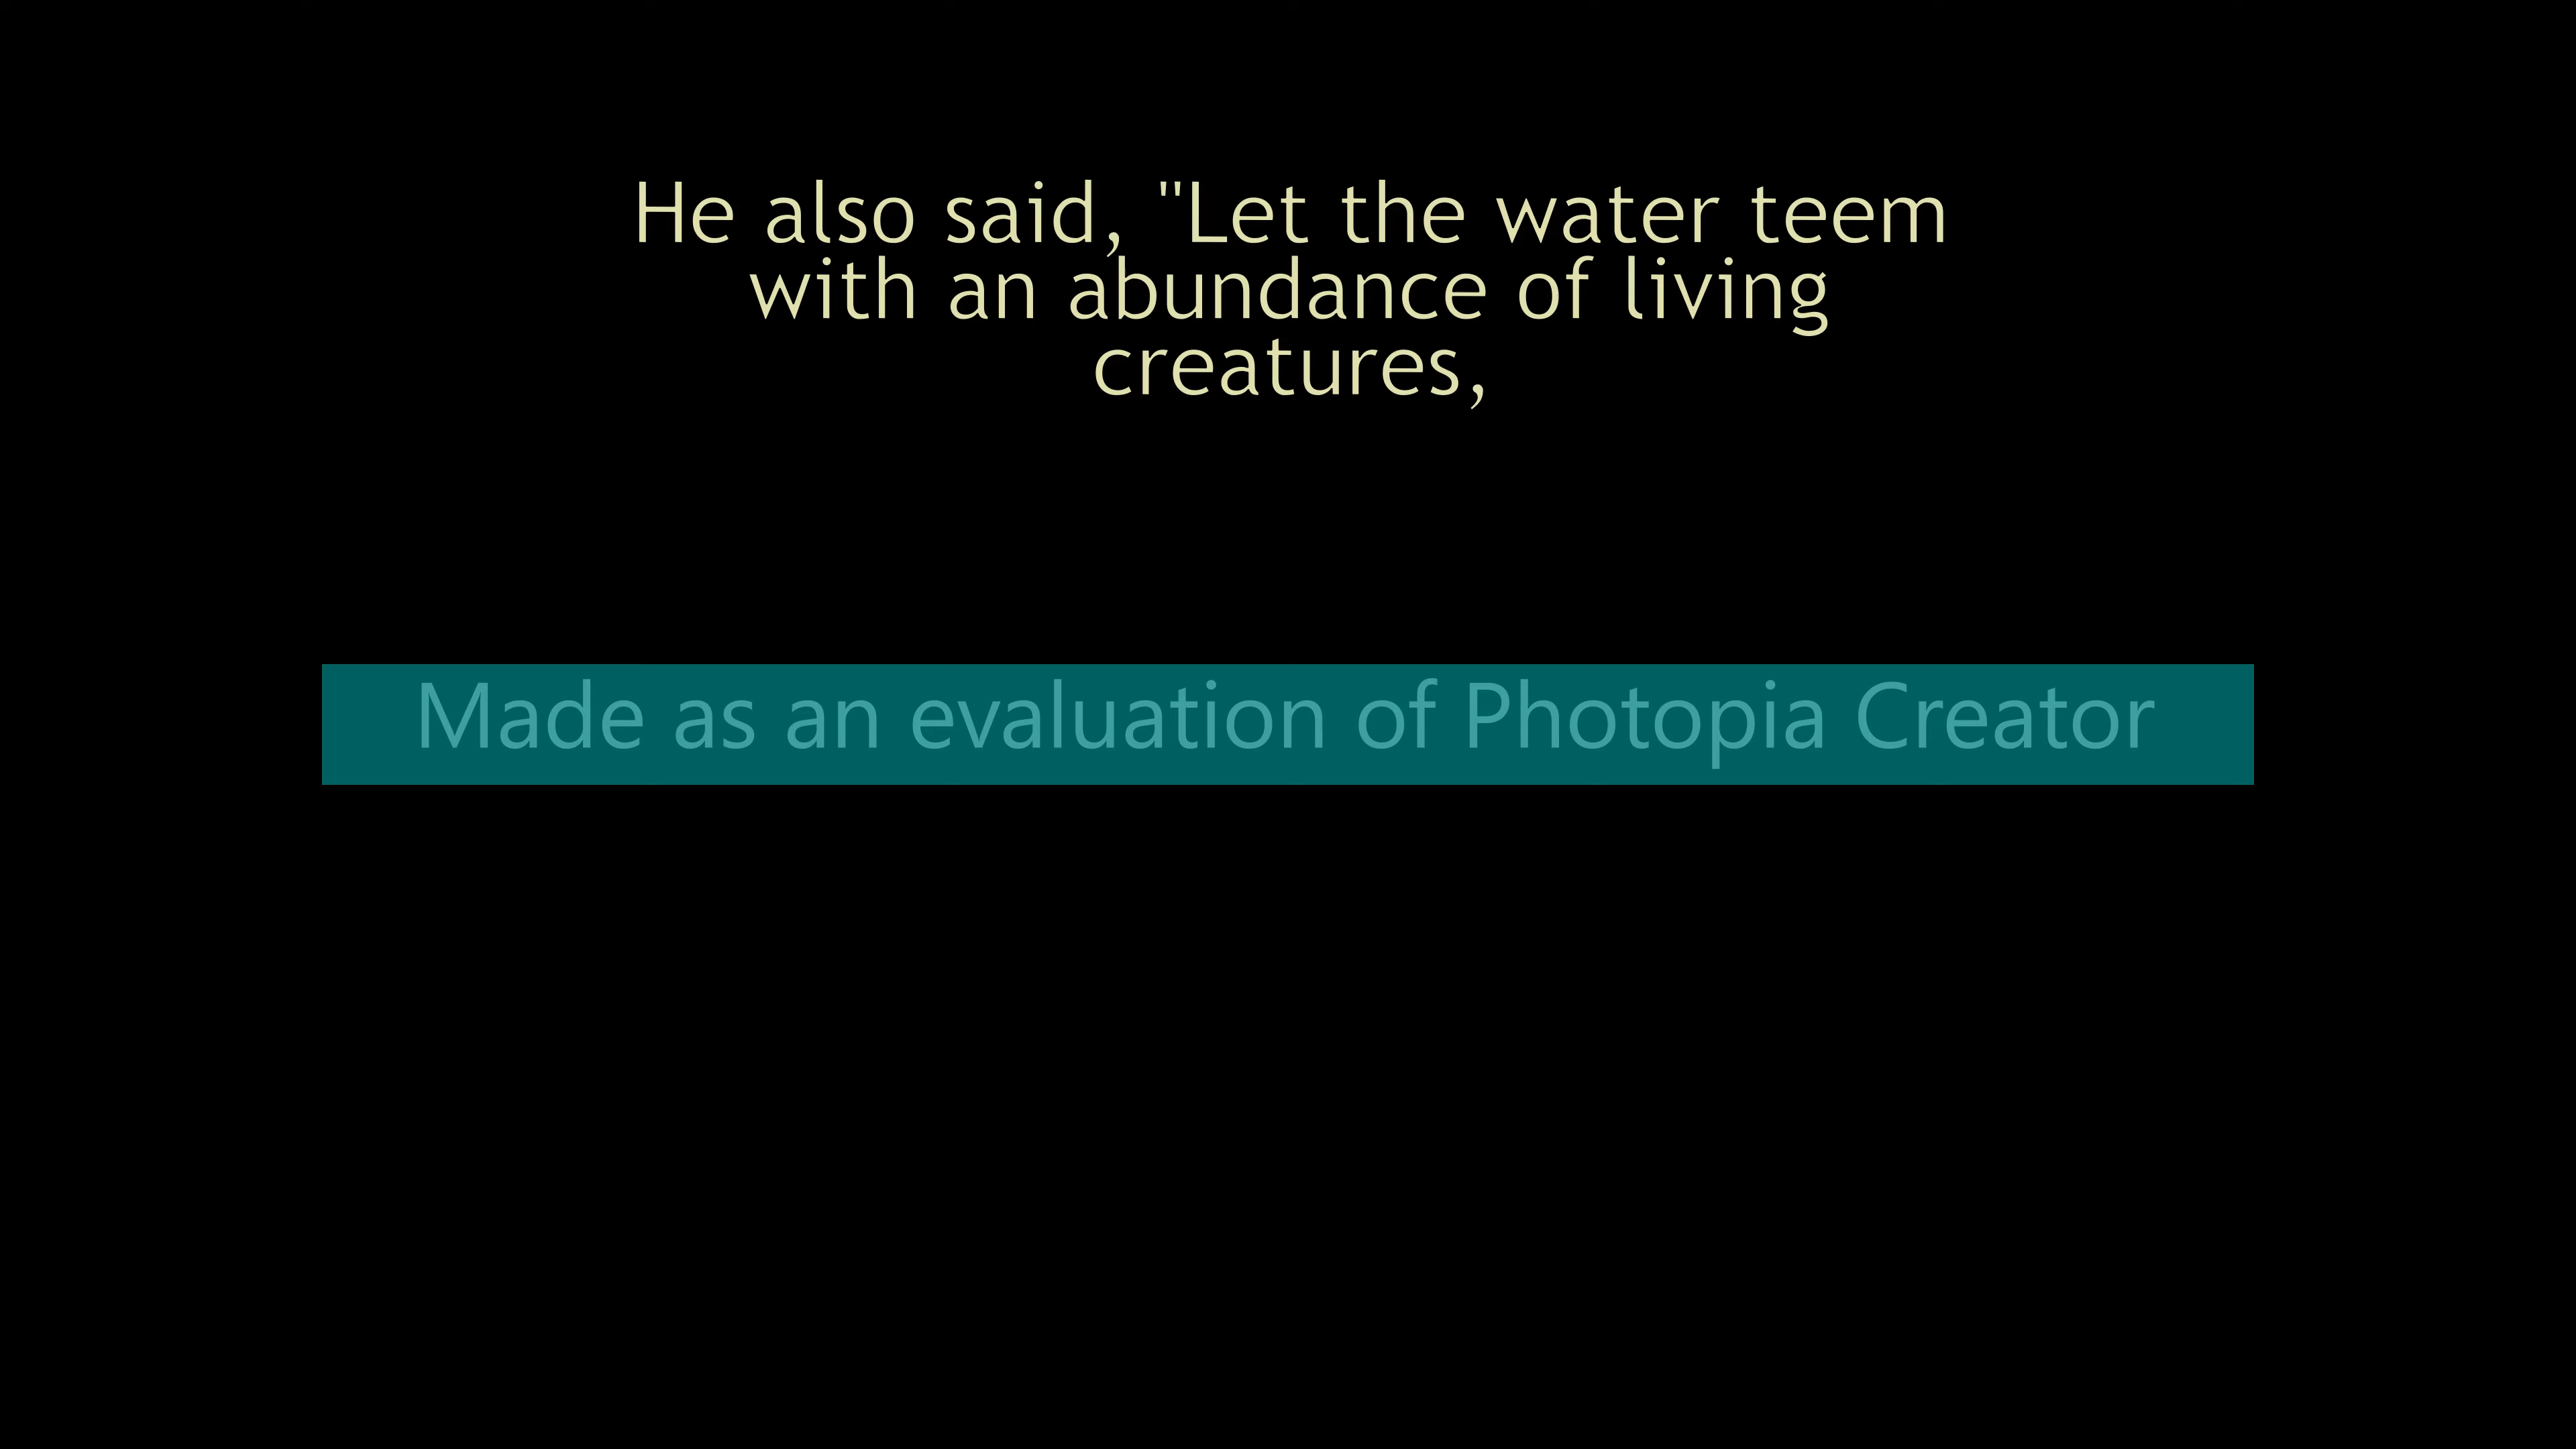 He also said, "Let the water teem
with an abundance of living
creatures,
Made as an evaluation of Photopia Creator